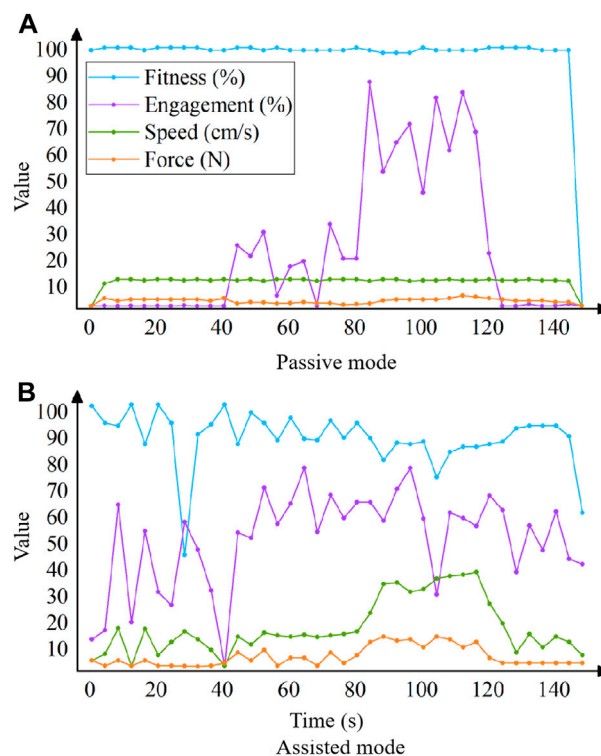 A
100
90
80
70
60
50
40
30
20
10
Value
Fitness (%)
Engagement (%)
Speed (cm/s)
Force (N)
0 20 40 60 80 100 120 140
Passive mode
B
100
90
80
70
60
50
40
30
20
10
Value
0 20 40 60 80 100 120 140
Time (s)
Assisted mode